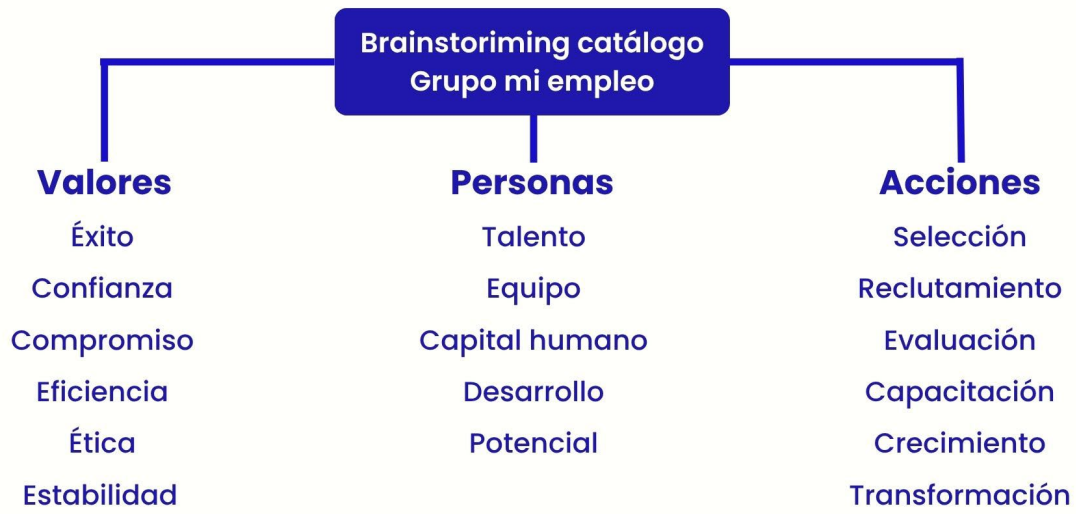 Brainstoriming catálogo
Grupo mi empleo
Valores
Éxito
Confianza
Compromiso
Eficiencia
Ética
Estabilidad
Personas
Talento
Equipo
Capital humano
Desarrollo
Potencial
Acciones
Selección
Reclutamiento
Evaluación
Capacitación
Crecimiento
Transformación